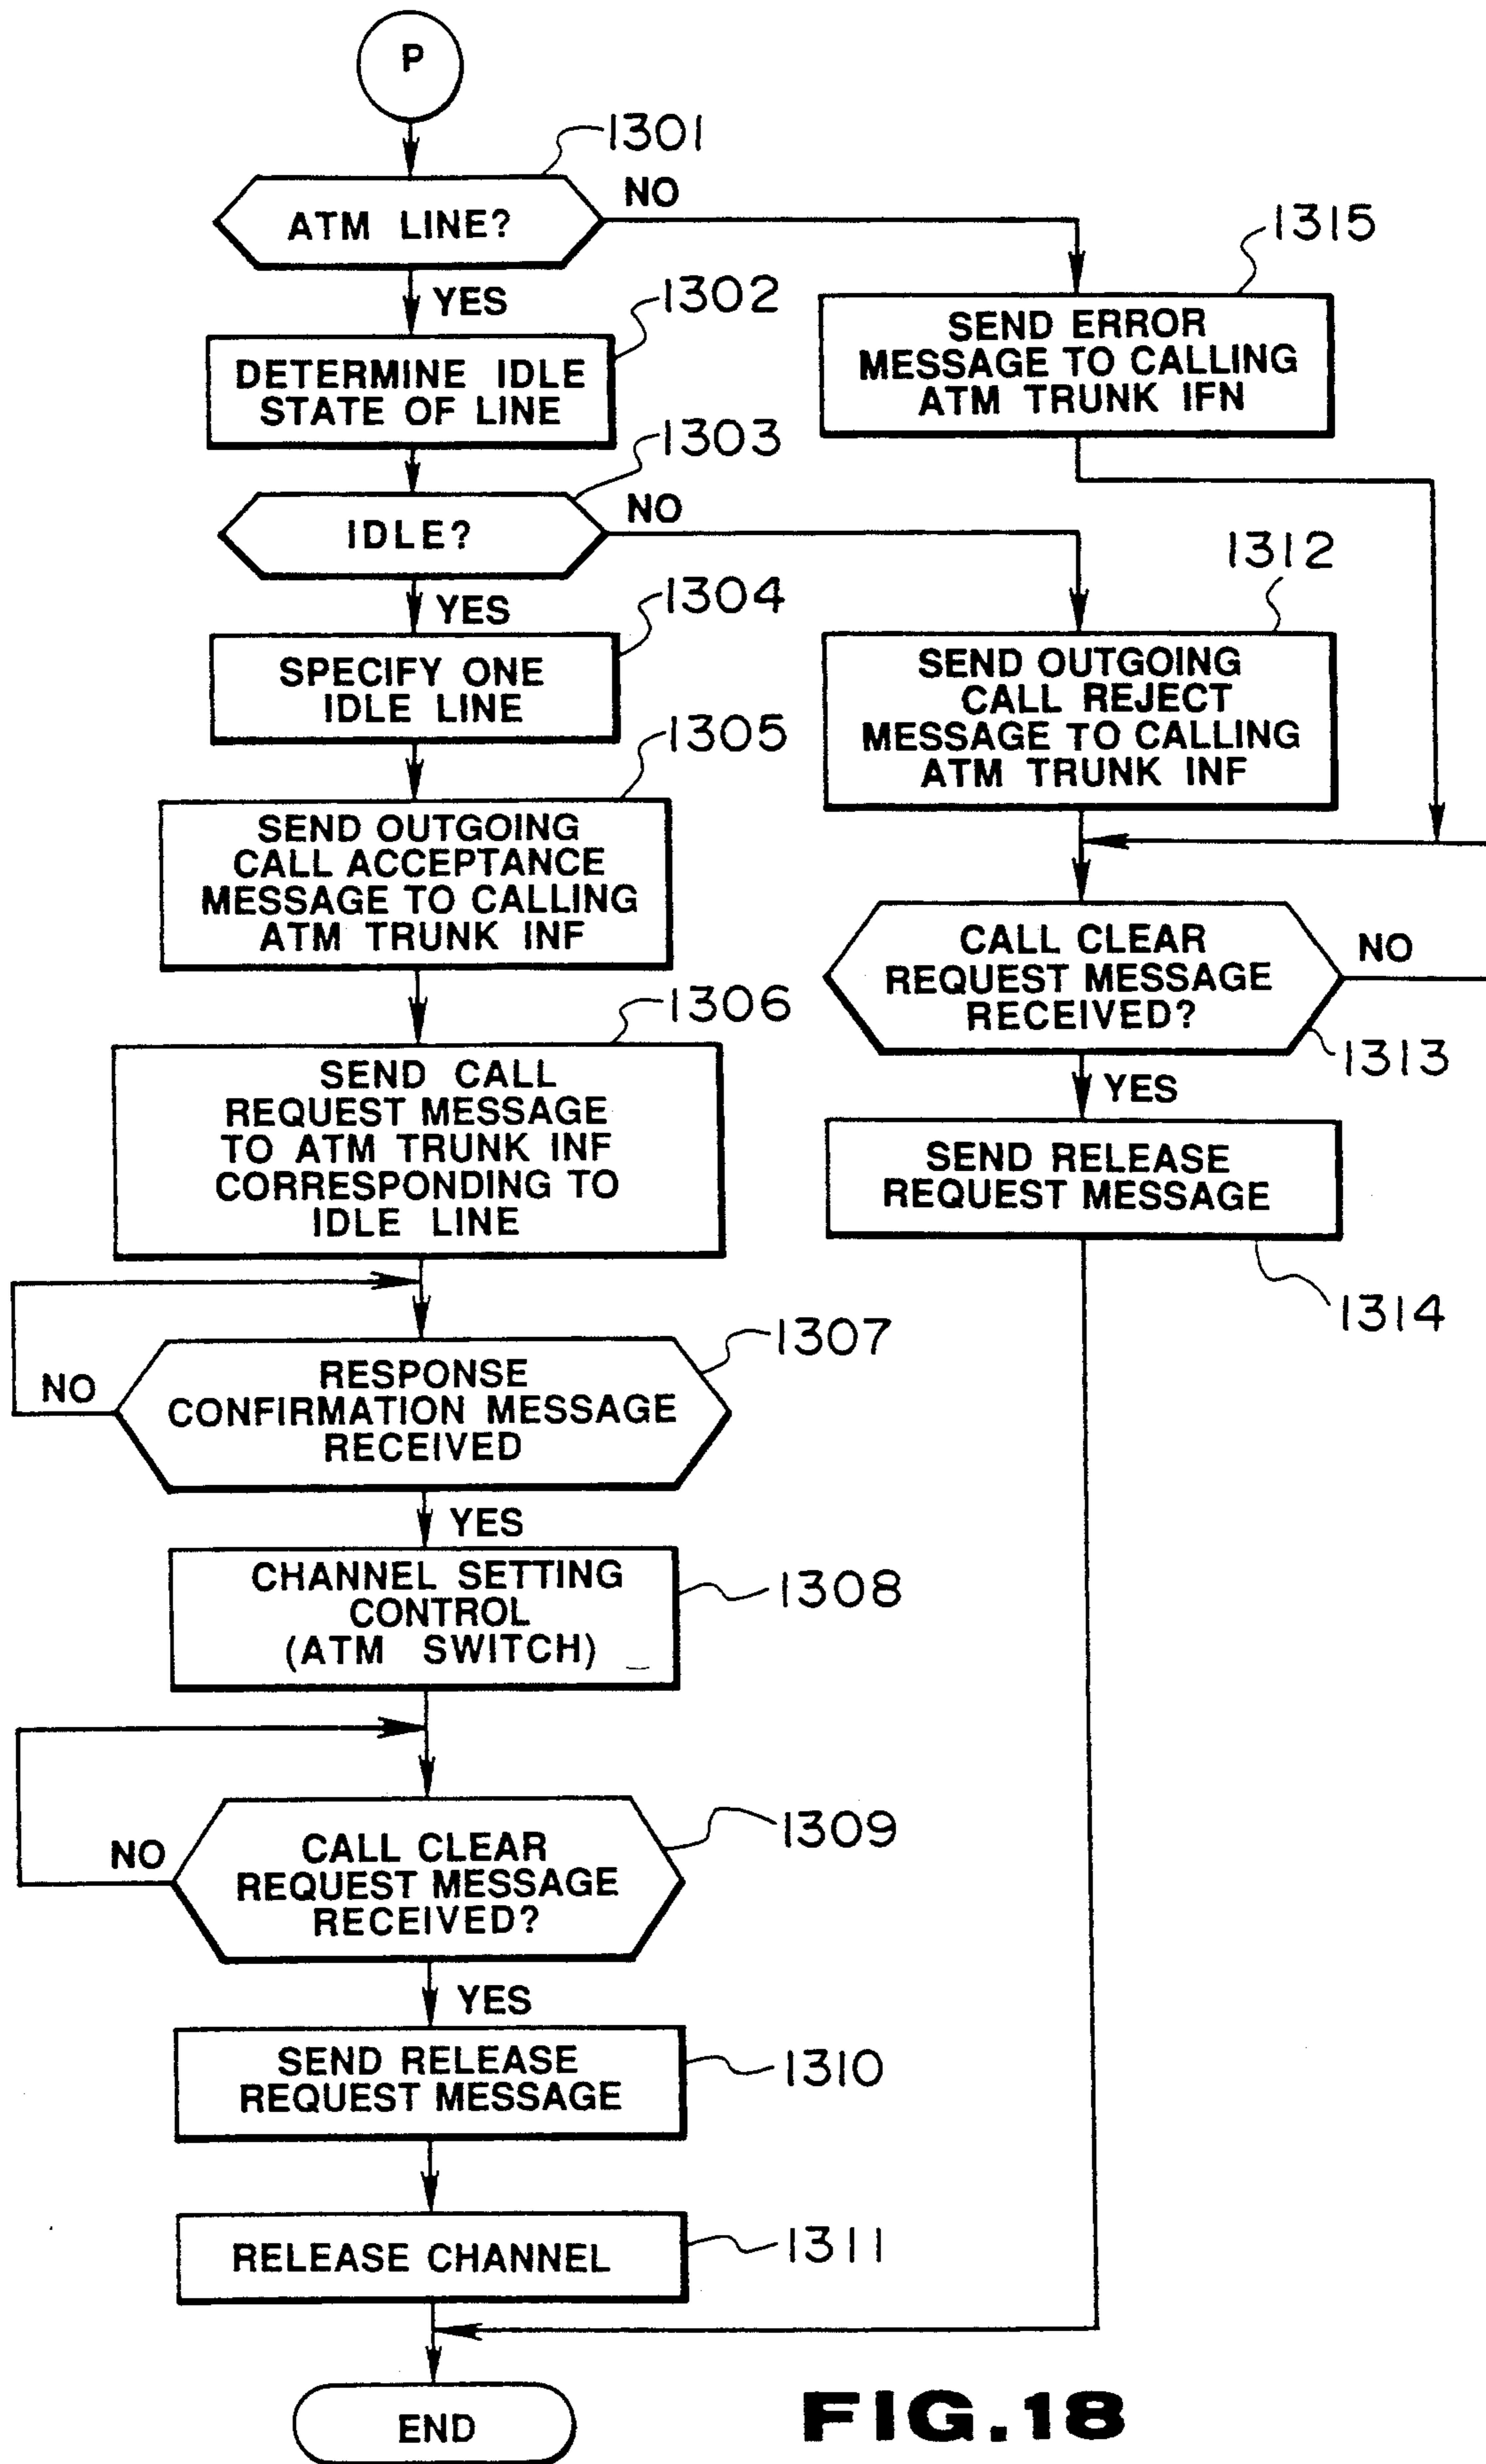 P
1301
ATM LINE?
NO
YES
1302
DETERMINE IDLE
STATE OF LINE
1303
IDLE?
NO
YES
1304
SPECIFY ONE
IDLE LINE
1305
SEND OUTGOING
CALL ACCEPTANCE
MESSAGE TO CALLING
ATM TRUNK INF
1306
SEND CALL
REQUEST MESSAGE
TO ATM TRUNK INF
CORRESPONDING TO
IDLE LINE
1307
RESPONSE
CONFIRMATION MESSAGE
RECEIVED
NO
YES
CHANNEL SETTING
CONTROL
(ATM SWITCH)
1308
1309
CALL CLEAR
REQUEST MESSAGE
RECEIVED?
NO
YES
SEND RELEASE
REQUEST MESSAGE
1310
RELEASE CHANNEL
1311
END
1315
SEND ERROR
MESSAGE TO CALLING
ATM TRUNK IFN
1312
SEND OUTGOING
CALL REJECT
MESSAGE TO CALLING
ATM TRUNK INF
CALL CLEAR
REQUEST MESSAGE
RECEIVED?
NO
1313
YES
SEND RELEASE
REQUEST MESSAGE
1314
FIG.18